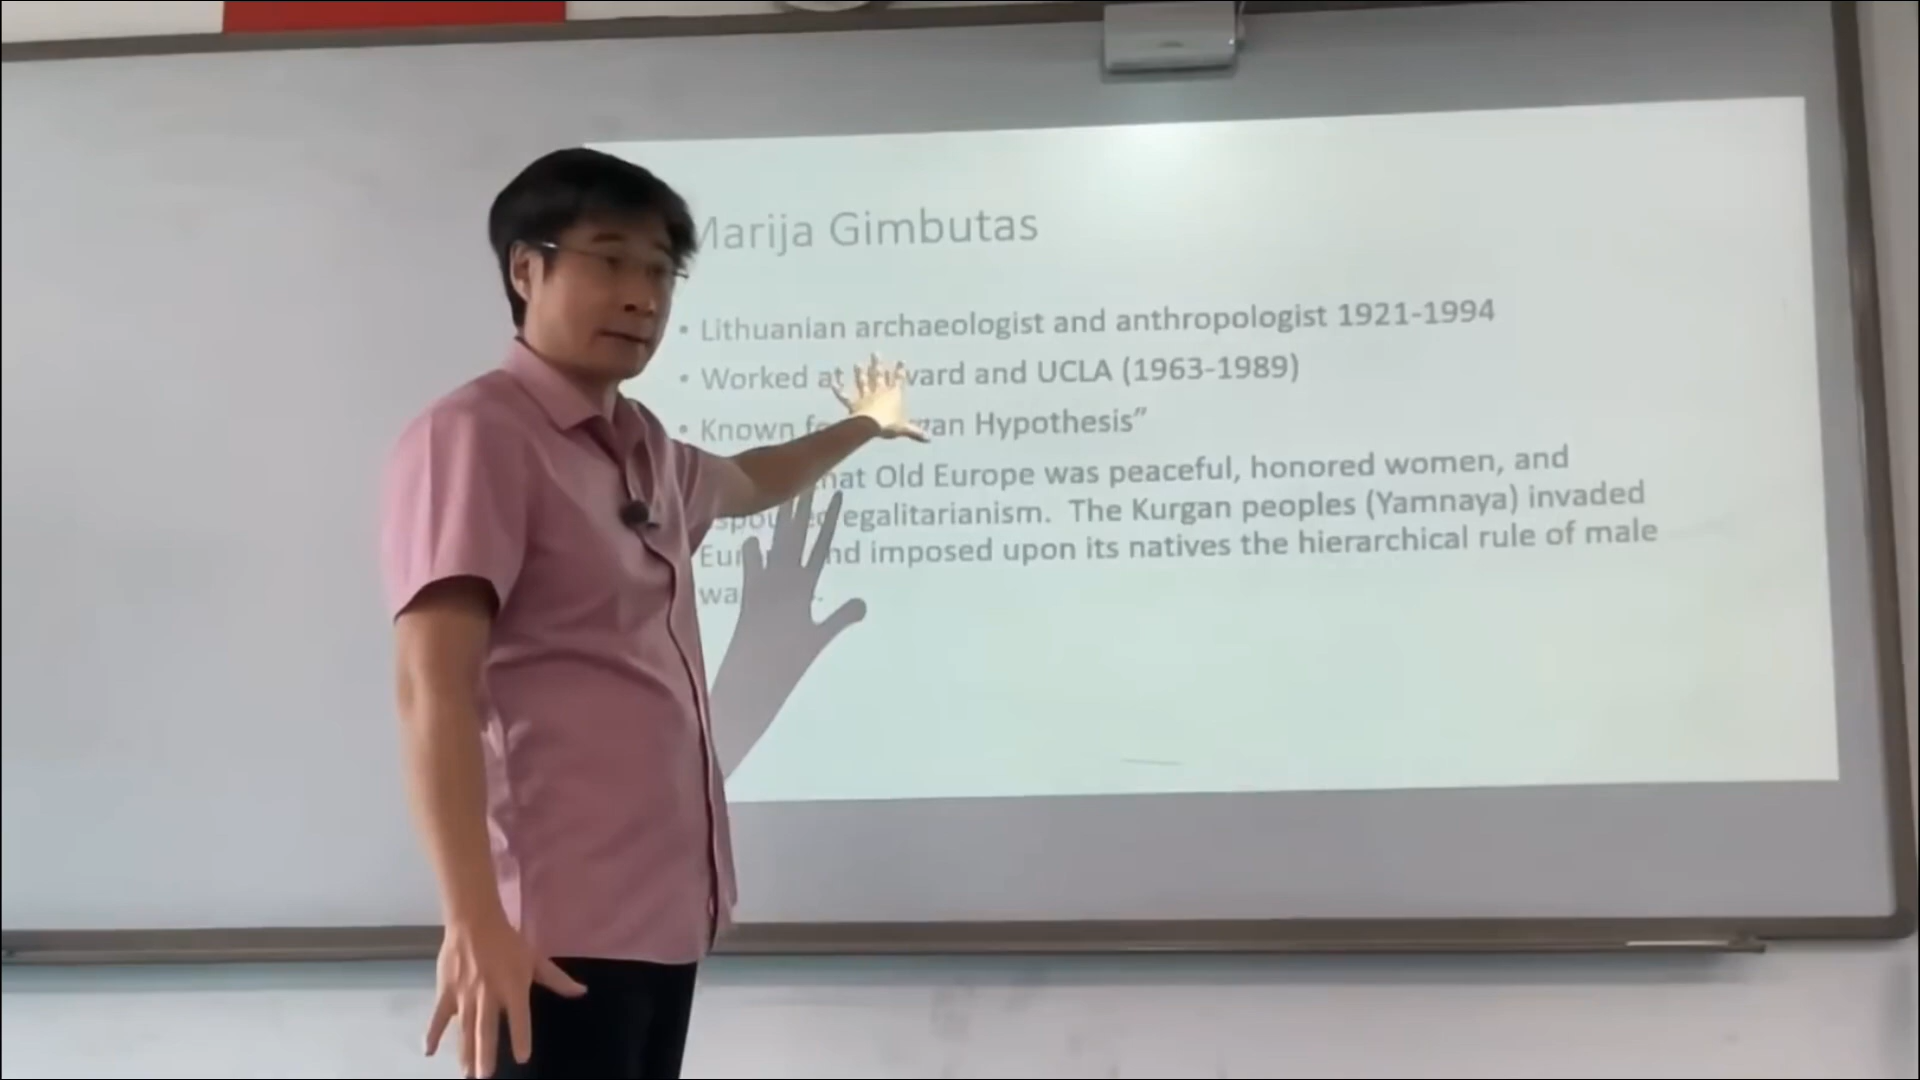 Marija Gimbutas
• Lithuanian archaeologist and anthropologist 1921-1994
• Worked at and UCLA (1963-1989)
• Known Hypothesis"
Old Europe was peaceful, honored women, and
egalitarianism. The Kurgan peoples (Yamnaya) invaded
imposed upon its natives the hierarchical rule of male